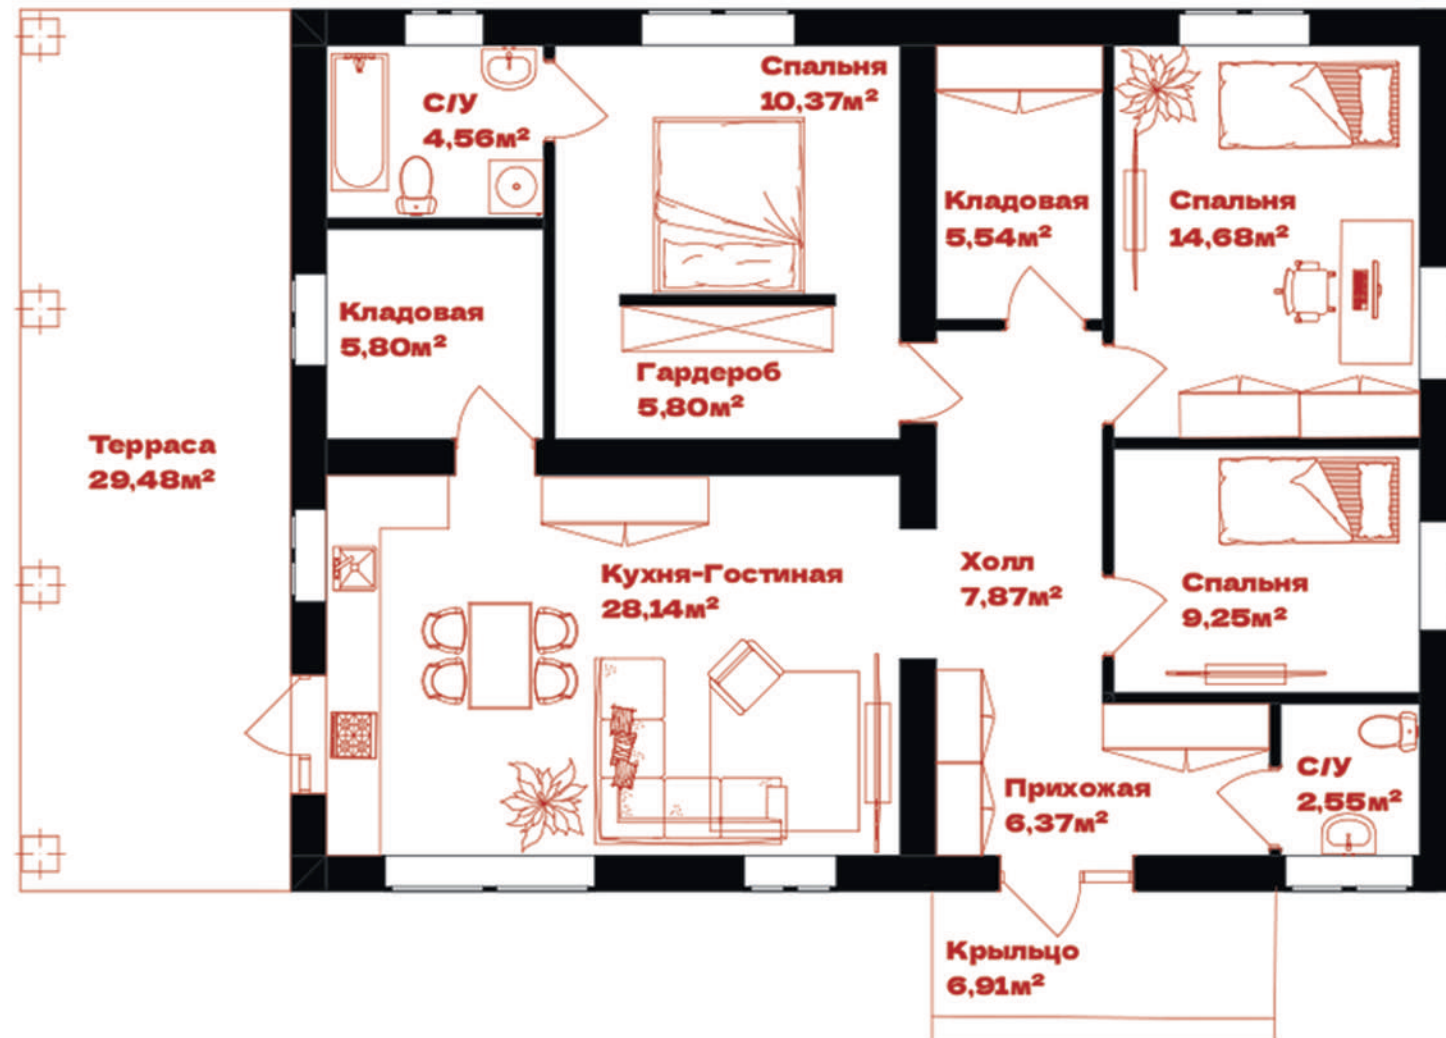 Спальня
10,37м²
С/У
4,56м²
Кладовая
5,54м²
Спальня
14,68м²
Кладовая
5,80м²
Гардероб
5,80м²
Терраса
29,48м²
Кухня-Гостиная
28,14м²
Холл
7,87м²
Спальня
9,25м²
С/У
2,55м²
Прихожая
6,37м²
Крыльцо
6,91м²